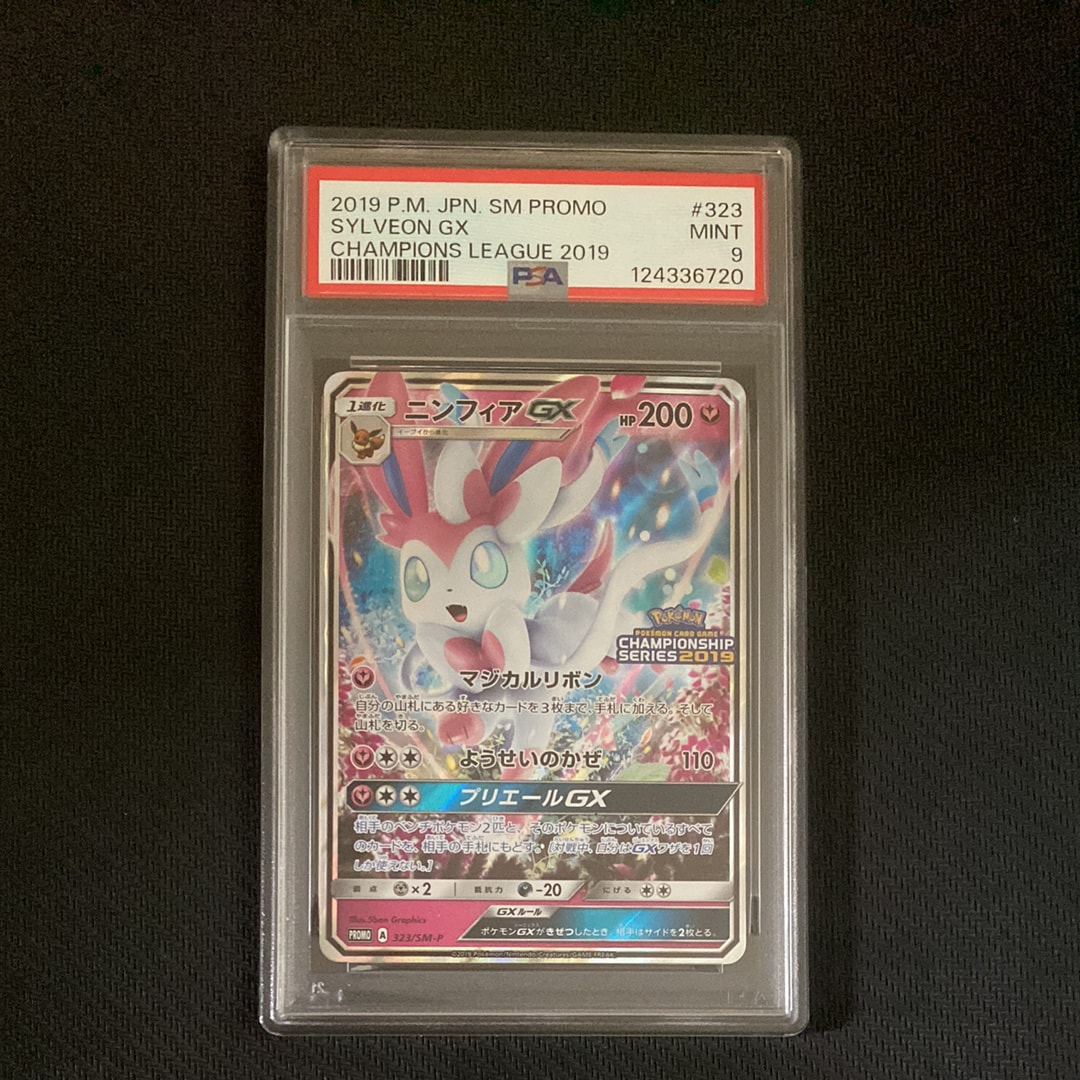 2019 P.M. JPN. SM PROMO #323
SYLVEON GX MINT
CHAMPIONS LEAGUE 2019 9
PSA 124336720
1進化 ニンフィアGX HP 200
イーブイから進化
Pokémon
POKÉMON CARD GAME
CHAMPIONSHIP
SERIES 2019
マジカルリボン
自分の山札にある好きなカードを3枚まで、手札に加える。そして
山札を切る。
ようせいのかぜ 110
プリエールGX
相手のベンチポケモン2匹と、そのポケモンについているすべて
のカードを、相手の手札にもどす。[対戦中、自分はGXワザを1回
しか使えない。]
弱点 ×2 抵抗力 -20 にげる
Illus. 5ban Graphics
GXルール
PROMO A 323/SM-P ポケモンGXがきぜつしたとき、相手はサイドを2枚とる。
©2019 Pokémon/Nintendo/Creatures/GAME FREAK